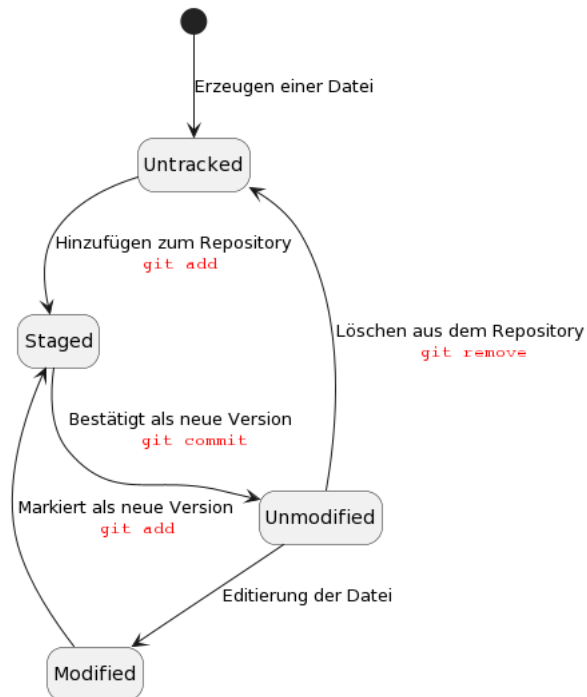 Erzeugen einer Datei
Untracked
Hinzufügen zum Repository
git add
Staged
Löschen aus dem Repository
git remove
Bestätigt als neue Version
git commit
Markiert als neue Version
git add
Unmodified
Editierung der Datei
Modified